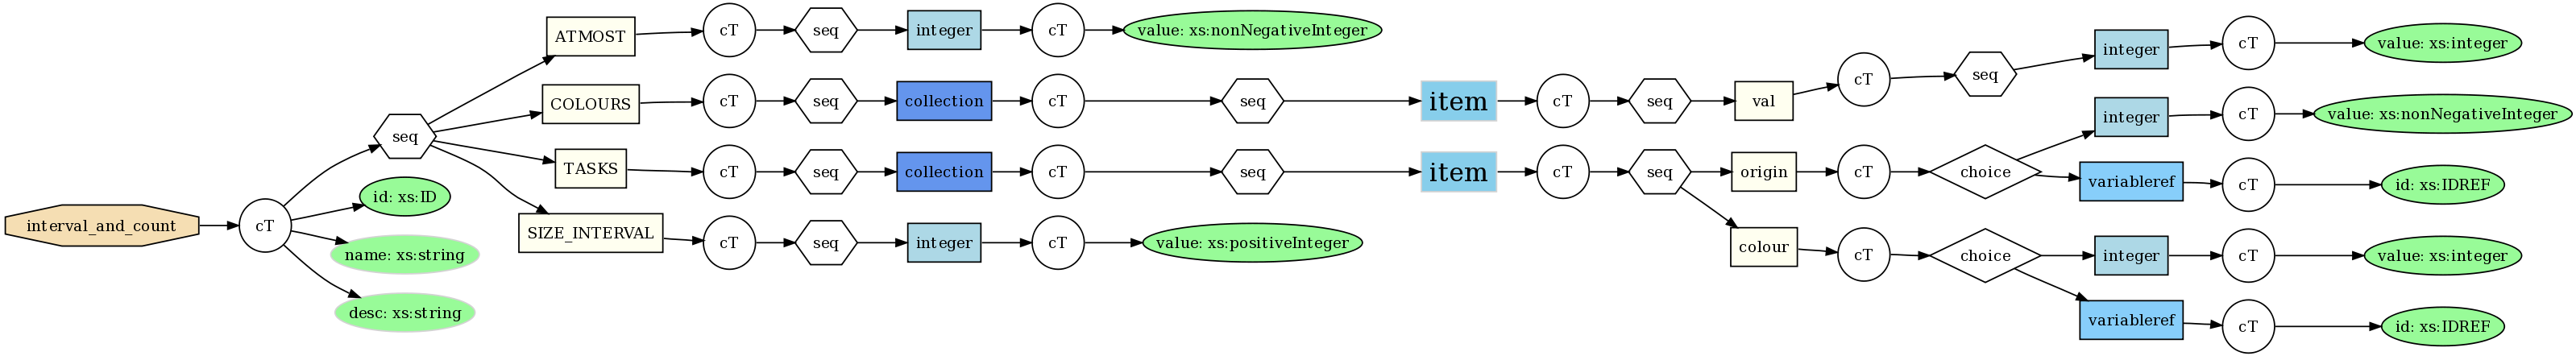 interval_and_count
cT
seq
id: xs:ID
name: xs:string
desc: xs:string
ATMOST
cT
seq
integer
cT
value: xs:nonNegativeInteger
COLOURS
cT
seq
collection
cT
seq
item
cT
seq
val
cT
seq
integer
cT
value: xs:integer
TASKS
cT
seq
collection
cT
seq
item
cT
seq
origin
cT
choice
integer
cT
value: xs:nonNegativeInteger
variableref
cT
id: xs:IDREF
colour
cT
choice
integer
cT
value: xs:integer
variableref
cT
id: xs:IDREF
SIZE_INTERVAL
cT
seq
integer
cT
value: xs:positiveInteger